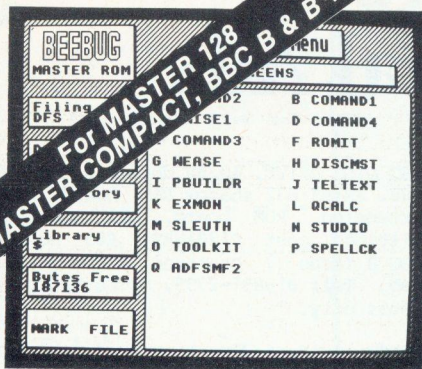 BEEBUG
MASTER ROM
Menu
EENS
For MASTER 128
MASTER COMPACT, BBC B & B
Filing
DFS
Library
$
Bytes Free
187136
MARK FILE
B COMAND1
D COMAND4
COMAND3
F ROMIT
G WEASE
H DISCMST
I PBUILDR
J TELTEXT
K EXMON
L QCALC
M SLEUTH
N STUDIO
O TOOLKIT
P SPELLCK
Q ADFSMF2